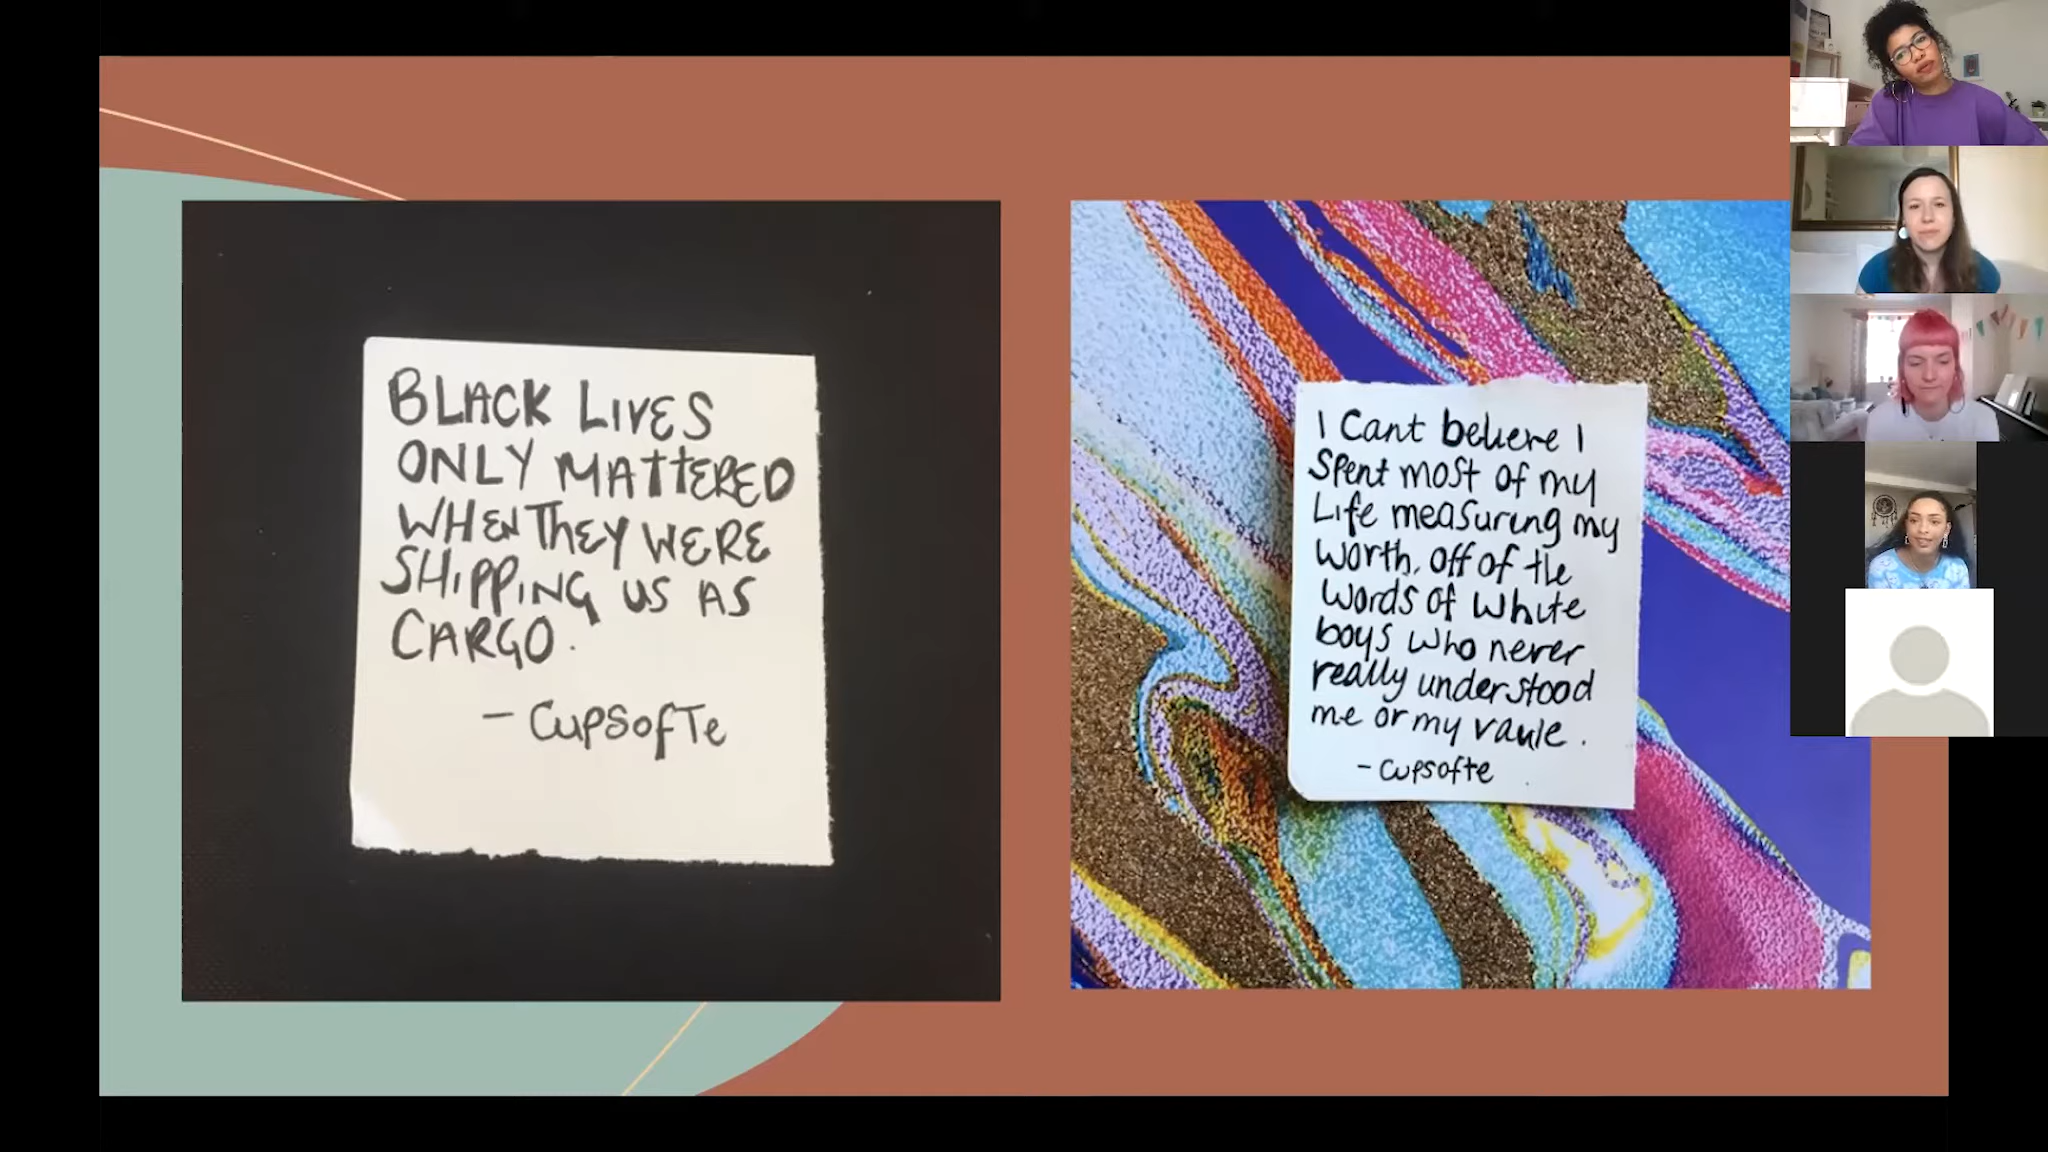 BLACK LIVES
ONLY MATTERED
WHEN THEY WERE
SHIPPING US AS
CARGO.
- CupsofTe
I Cant believe I
Spent most of my
Life measuring my
worth, off of the
words of white
boys who never
really understood
me or my vaule.
- Cupsofte